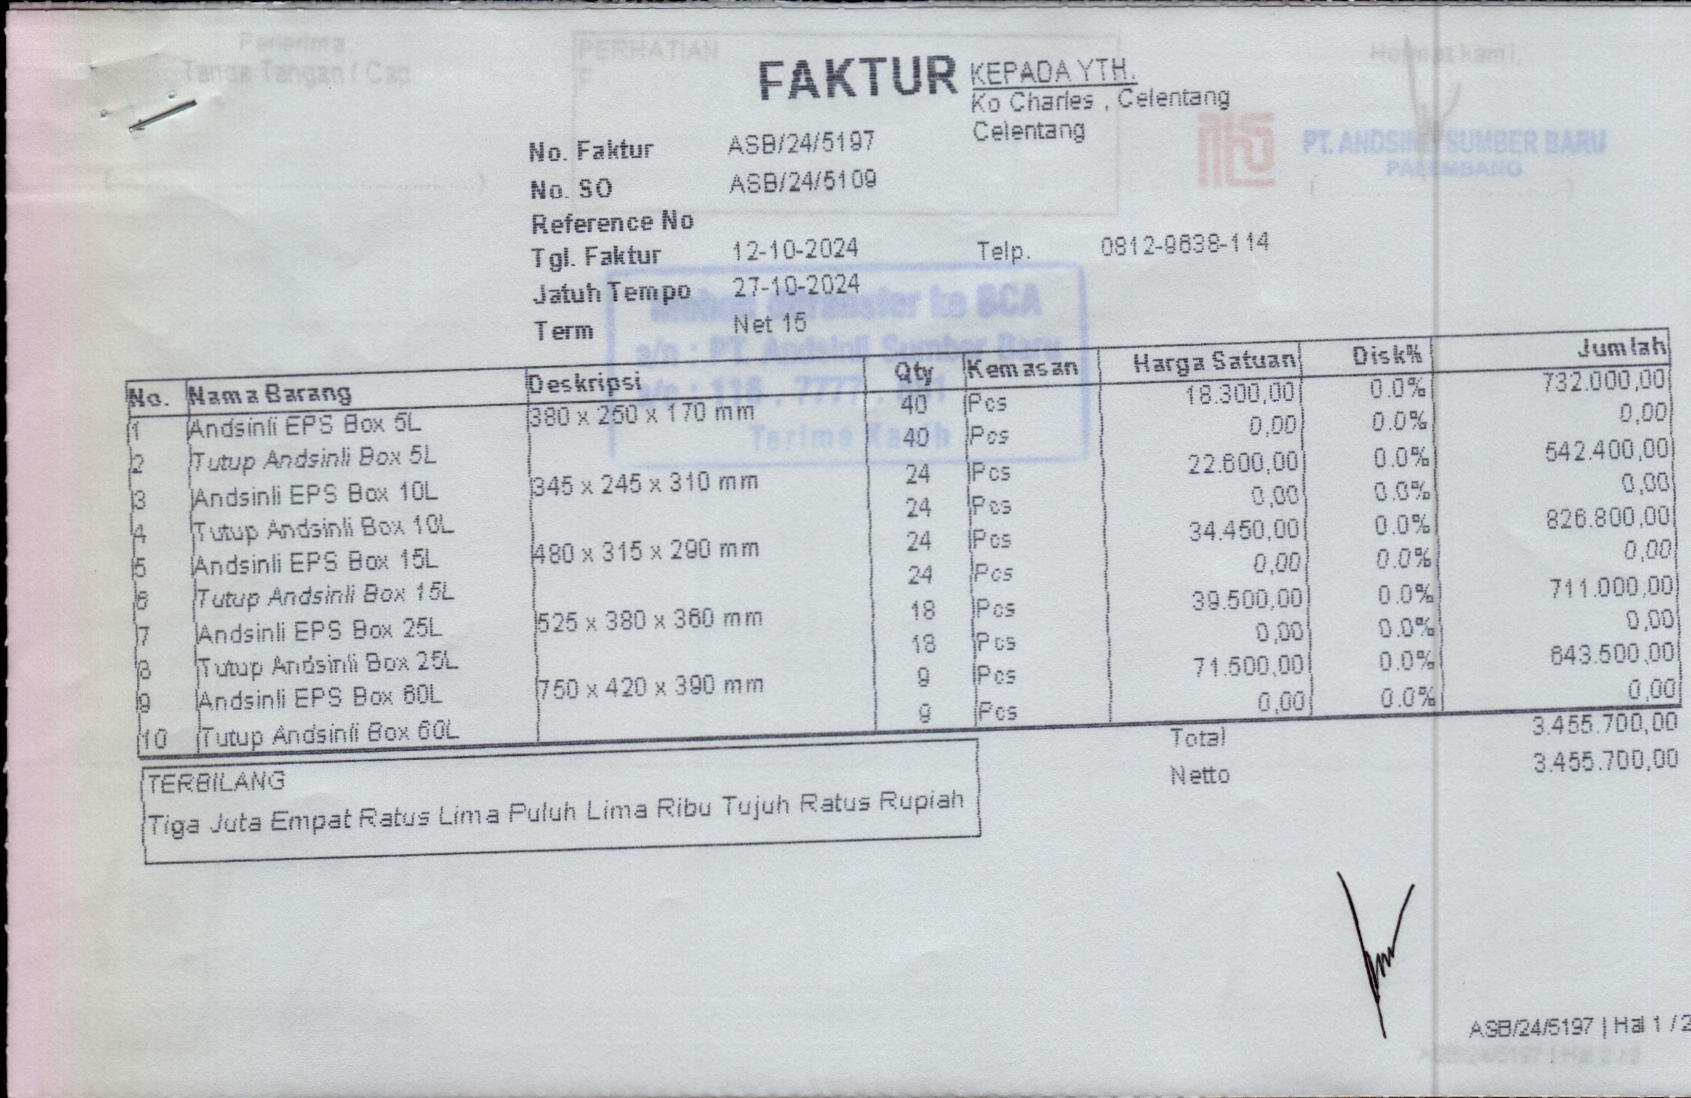 Penerima,
Tanda Tangan / Cap
PERHATIAN
Hormat kami,
FAKTUR
KEPADA YTH.
Ko Charles , Celentang
Celentang
PT. ANDSINLI SUMBER BARU
PALEMBANG
No. Faktur ASB/24/5197
No. SO ASB/24/5109
Reference No
Tgl. Faktur 12-10-2024 Telp. 0812-9638-114
Jatuh Tempo 27-10-2024
Term Net 15
Mohon ditransfer ke BCA
a/n : PT. Andsinli Sumber Baru
Terima Kasih
No. Nama Barang Deskripsi Qty Kemasan Harga Satuan Disk% Jumlah
1 Andsinli EPS Box 5L 380 x 260 x 170 mm 40 Pcs 18.300,00 0.0% 732.000,00
2 Tutup Andsinli Box 5L 40 Pcs 0,00 0.0% 0,00
3 Andsinli EPS Box 10L 345 x 245 x 310 mm 24 Pcs 22.600,00 0.0% 542.400,00
4 Tutup Andsinli Box 10L 24 Pcs 0,00 0.0% 0,00
5 Andsinli EPS Box 15L 480 x 315 x 290 mm 24 Pcs 34.450,00 0.0% 826.800,00
6 Tutup Andsinli Box 15L 24 Pcs 0,00 0.0% 0,00
7 Andsinli EPS Box 25L 525 x 380 x 360 mm 18 Pcs 39.500,00 0.0% 711.000,00
8 Tutup Andsinli Box 25L 18 Pcs 0,00 0.0% 0,00
9 Andsinli EPS Box 60L 750 x 420 x 390 mm 9 Pcs 71.500,00 0.0% 643.500,00
10 Tutup Andsinli Box 60L 9 Pcs 0,00 0.0% 0,00
Total 3.455.700,00
Netto 3.455.700,00
TERBILANG
Tiga Juta Empat Ratus Lima Puluh Lima Ribu Tujuh Ratus Rupiah
ASB/24/5197 | Hal 1 / 2